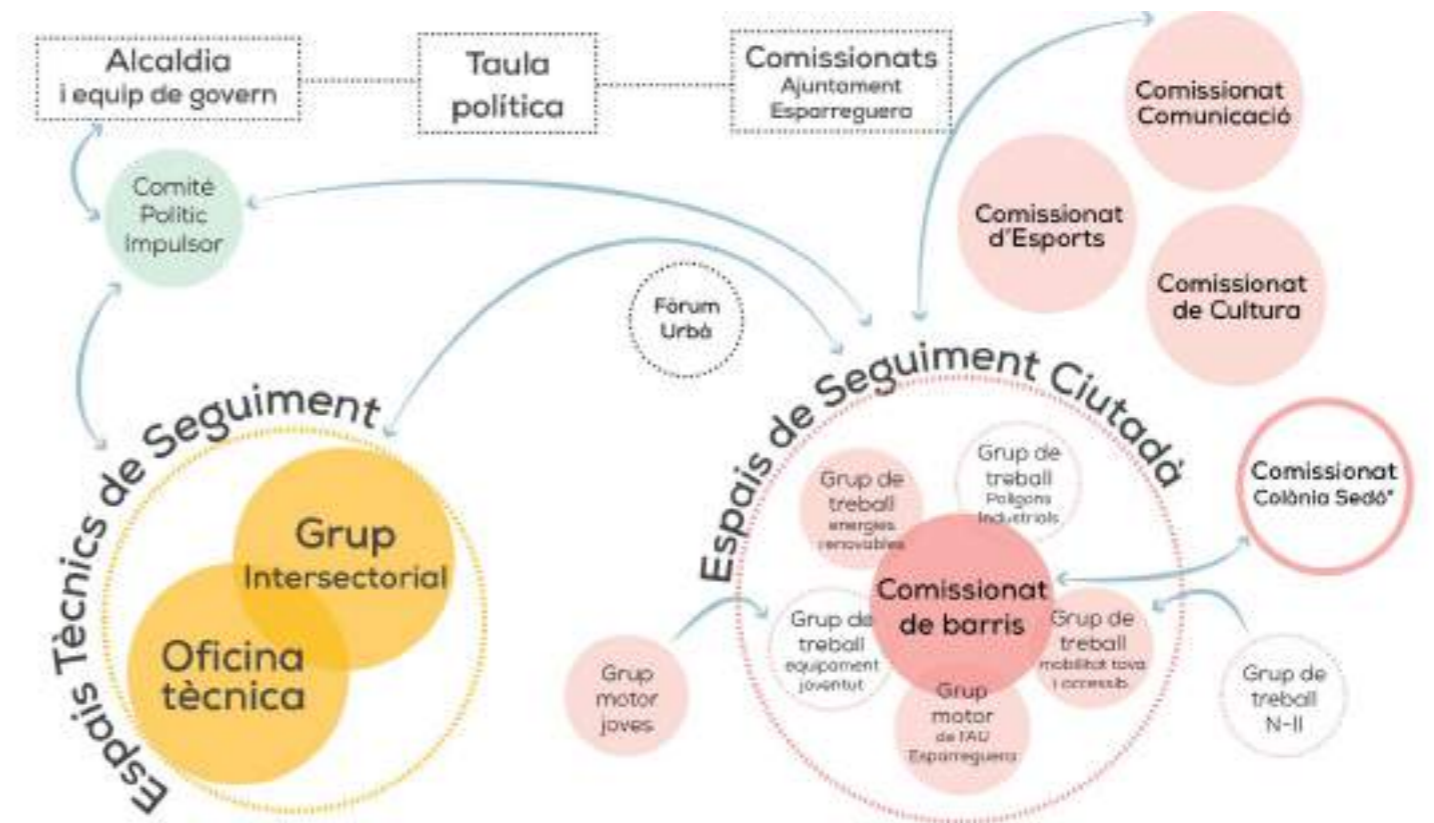 Alcaldia
i equip de govern
Taula
política
Comissionats
Ajuntament
Esparreguera
Comissionat
Comunicació
Comité
Polític
Impulsor
Comissionat
d'Esports
Comissionat
de Cultura
Fòrum
Urbà
Espais Tècnics de Seguiment
Grup
Intersectorial
Oficina
tècnica
Espais de Seguiment Ciutadà
Grup de
treball
energies
renovables
Grup de
treball
Polígons
Industrials
Comissionat
Colònia Sedó*
Comissionat
de barris
Grup de
treball
equipament
joventut
Grup de
treball
mobilitat tova
i accessib.
Grup
motor
de l'AU
Esparreguera
Grup
motor
joves
Grup de
treball
N-II